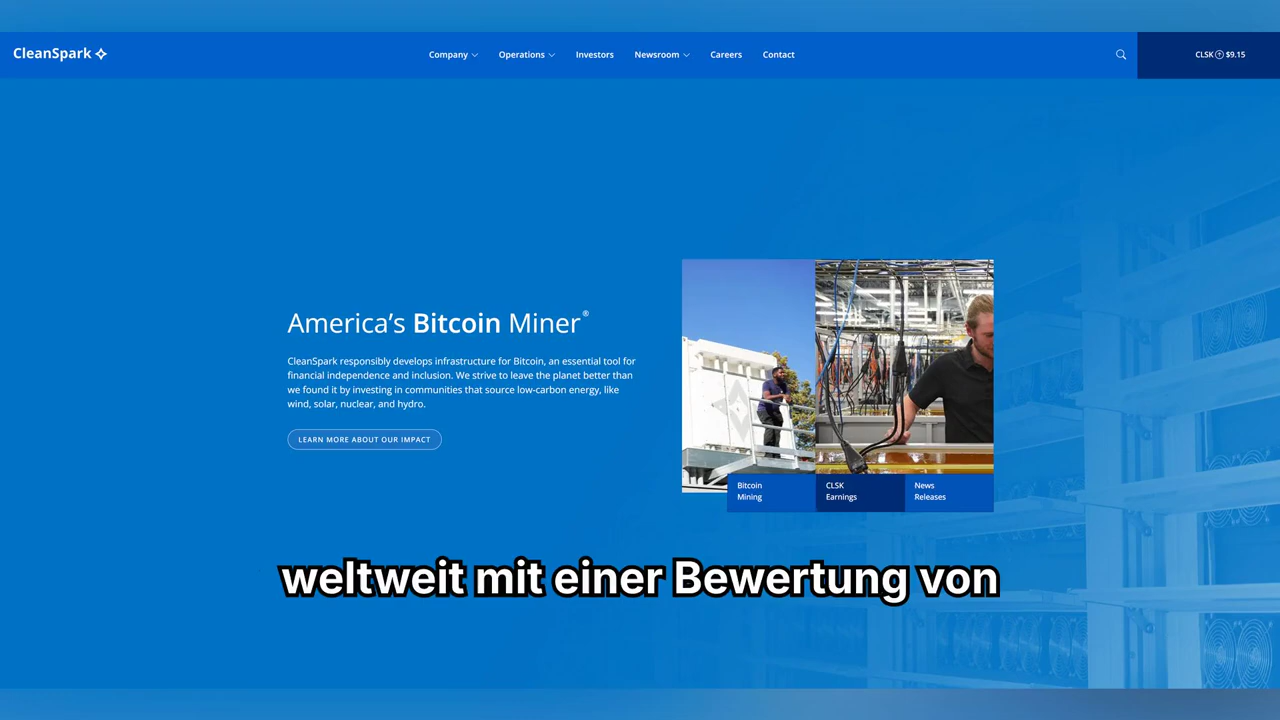 CleanSpark
Company
Operations
Investors
Newsroom
Careers
Contact
CLSK $9.15
America's Bitcoin Miner®
CleanSpark responsibly develops infrastructure for Bitcoin, an essential tool for
financial independence and inclusion. We strive to leave the planet better than
we found it by investing in communities that source low-carbon energy, like
wind, solar, nuclear, and hydro.
LEARN MORE ABOUT OUR IMPACT
Bitcoin
Mining
CLSK
Earnings
News
Releases
weltweit mit einer Bewertung von